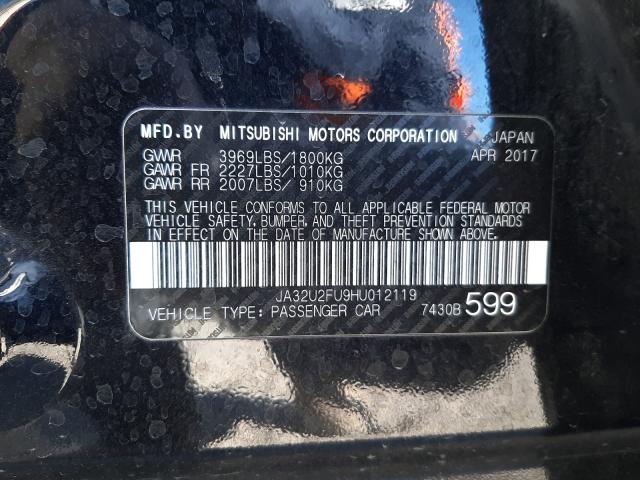 MFD.BY MITSUBISHI MOTORS CORPORATION JAPAN
GVWR 3969LBS/1800KG APR 2017
GAWR FR 2227LBS/1010KG
GAWR RR 2007LBS/ 910KG
THIS VEHICLE CONFORMS TO ALL APPLICABLE FEDERAL MOTOR
VEHICLE SAFETY, BUMPER, AND THEFT PREVENTION STANDARDS
IN EFFECT ON THE DATE OF MANUFACTURE SHOWN ABOVE.
JA32U2FU9HU012119
VEHICLE TYPE: PASSENGER CAR 7430B 599